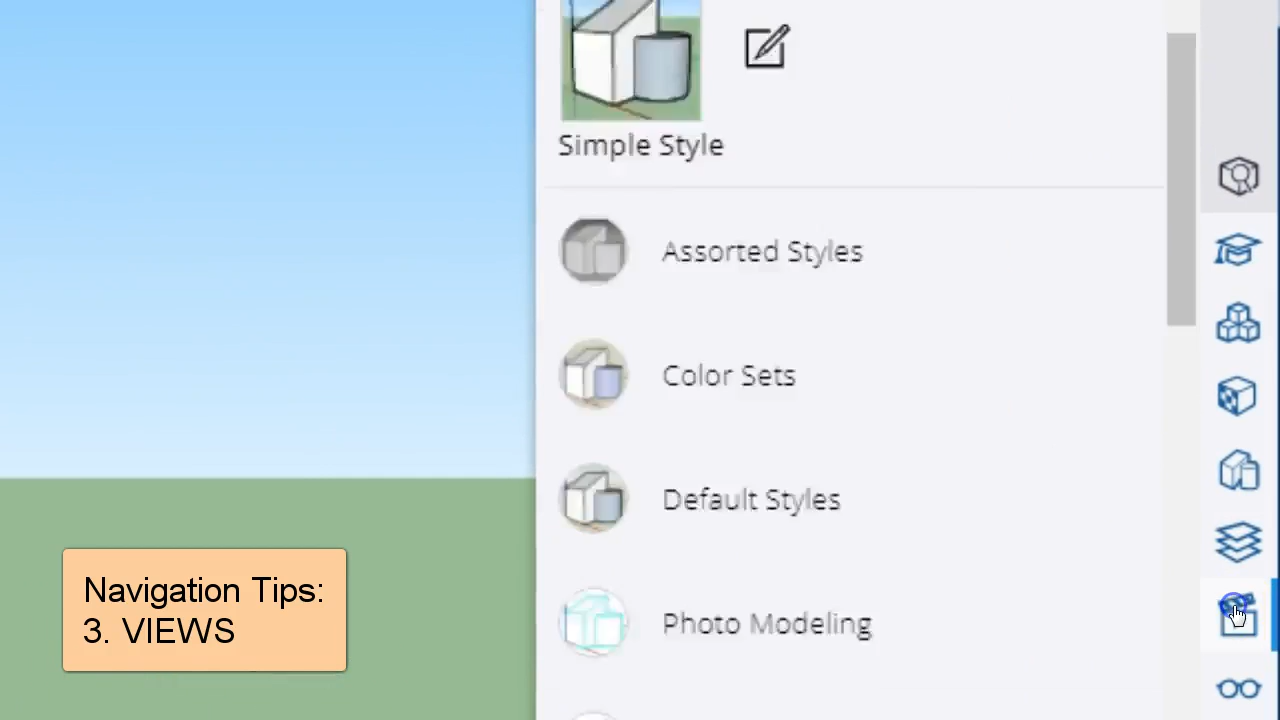 Simple Style
Assorted Styles
Color Sets
Default Styles
Photo Modeling
Navigation Tips:
3. VIEWS